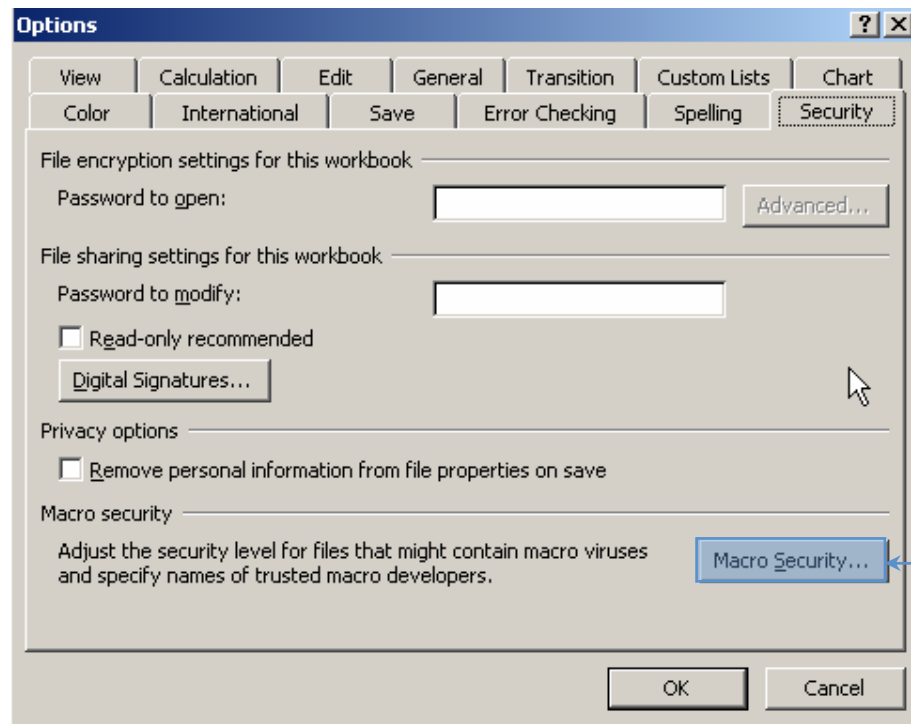 Options
View Calculation Edit General Transition Custom Lists Chart
Color International Save Error Checking Spelling Security
File encryption settings for this workbook
Password to open:
Advanced...
File sharing settings for this workbook
Password to modify:
Read-only recommended
Digital Signatures...
Privacy options
Remove personal information from file properties on save
Macro security
Adjust the security level for files that might contain macro viruses
and specify names of trusted macro developers.
Macro Security...
OK Cancel